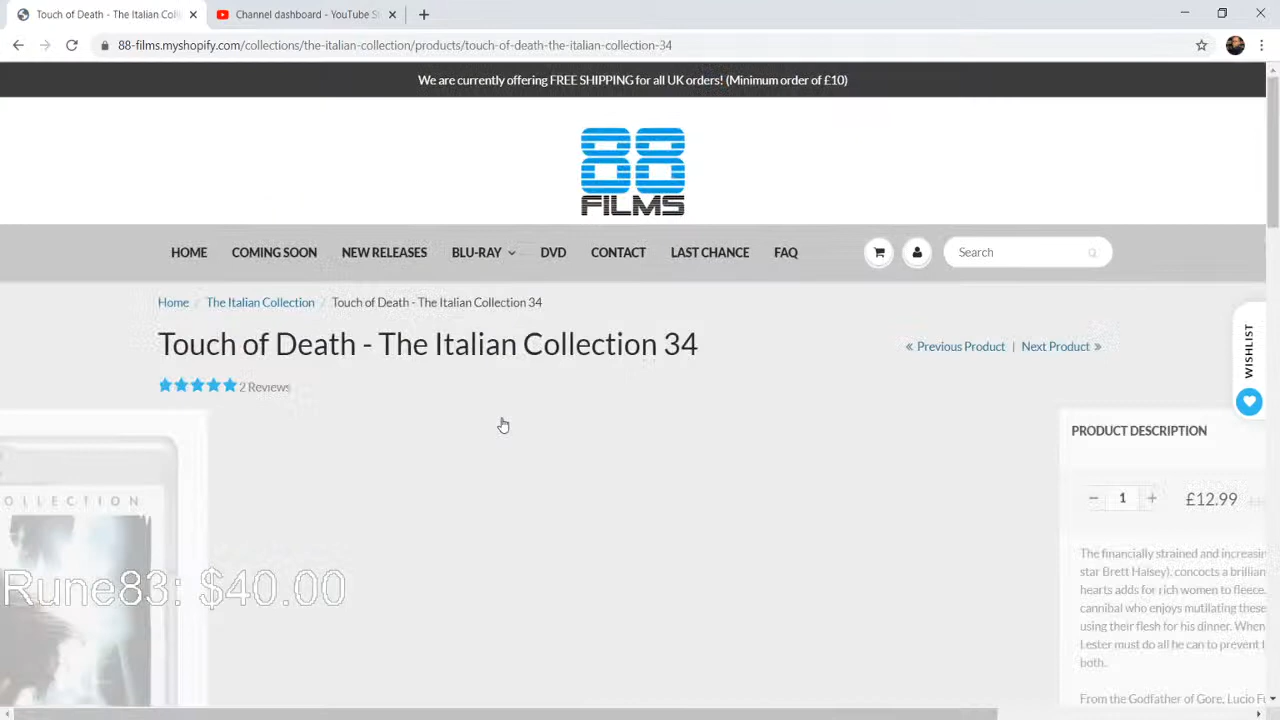 Touch of Death - The Italian Coll
Channel dashboard - YouTube S
88-films.myshopify.com/collections/the-italian-collection/products/touch-of-death-the-italian-collection-34
We are currently offering FREE SHIPPING for all UK orders! (Minimum order of £10)
88
FILMS
HOME COMING SOON NEW RELEASES BLU-RAY DVD CONTACT LAST CHANCE FAQ Search
Home / The Italian Collection / Touch of Death - The Italian Collection 34
Touch of Death - The Italian Collection 34
« Previous Product | Next Product »
WISHLIST
2 Reviews
PRODUCT DESCRIPTION
OLLECTION
− 1 + £12.99
The financially strained and increasin
star Brett Halsey), concocts a brillian
hearts adds for rich women to fleece.
cannibal who enjoys mutilating these
using their flesh for his dinner. When
Lester must do all he can to prevent
both.
From the Godfather of Gore, Lucio F
Rune83: $40.00